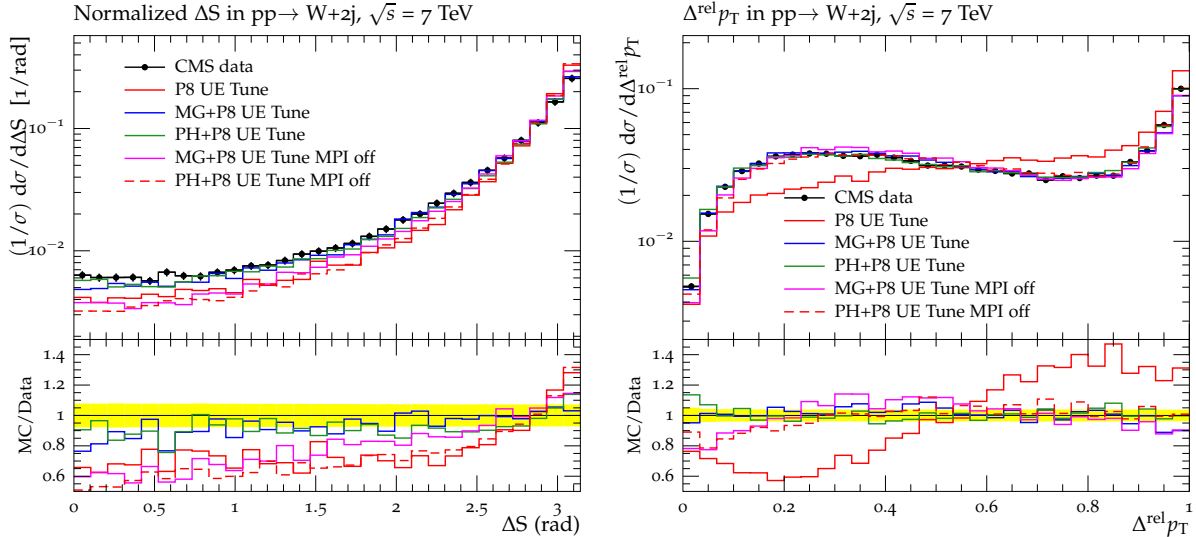 Normalized ΔS in pp→ W+2j, √s = 7 TeV
(1/σ) dσ/dΔS [1/rad]
10⁻¹
10⁻²
CMS data
P8 UE Tune
MG+P8 UE Tune
PH+P8 UE Tune
MG+P8 UE Tune MPI off
PH+P8 UE Tune MPI off
MC/Data
1.4
1.2
1
0.8
0.6
0 0.5 1 1.5 2 2.5 3
ΔS (rad)
Δ^rel p_T in pp→ W+2j, √s = 7 TeV
(1/σ) dσ/dΔ^rel p_T
10⁻¹
10⁻²
CMS data
P8 UE Tune
MG+P8 UE Tune
PH+P8 UE Tune
MG+P8 UE Tune MPI off
PH+P8 UE Tune MPI off
MC/Data
1.4
1.2
1
0.8
0.6
0 0.2 0.4 0.6 0.8 1
Δ^rel p_T